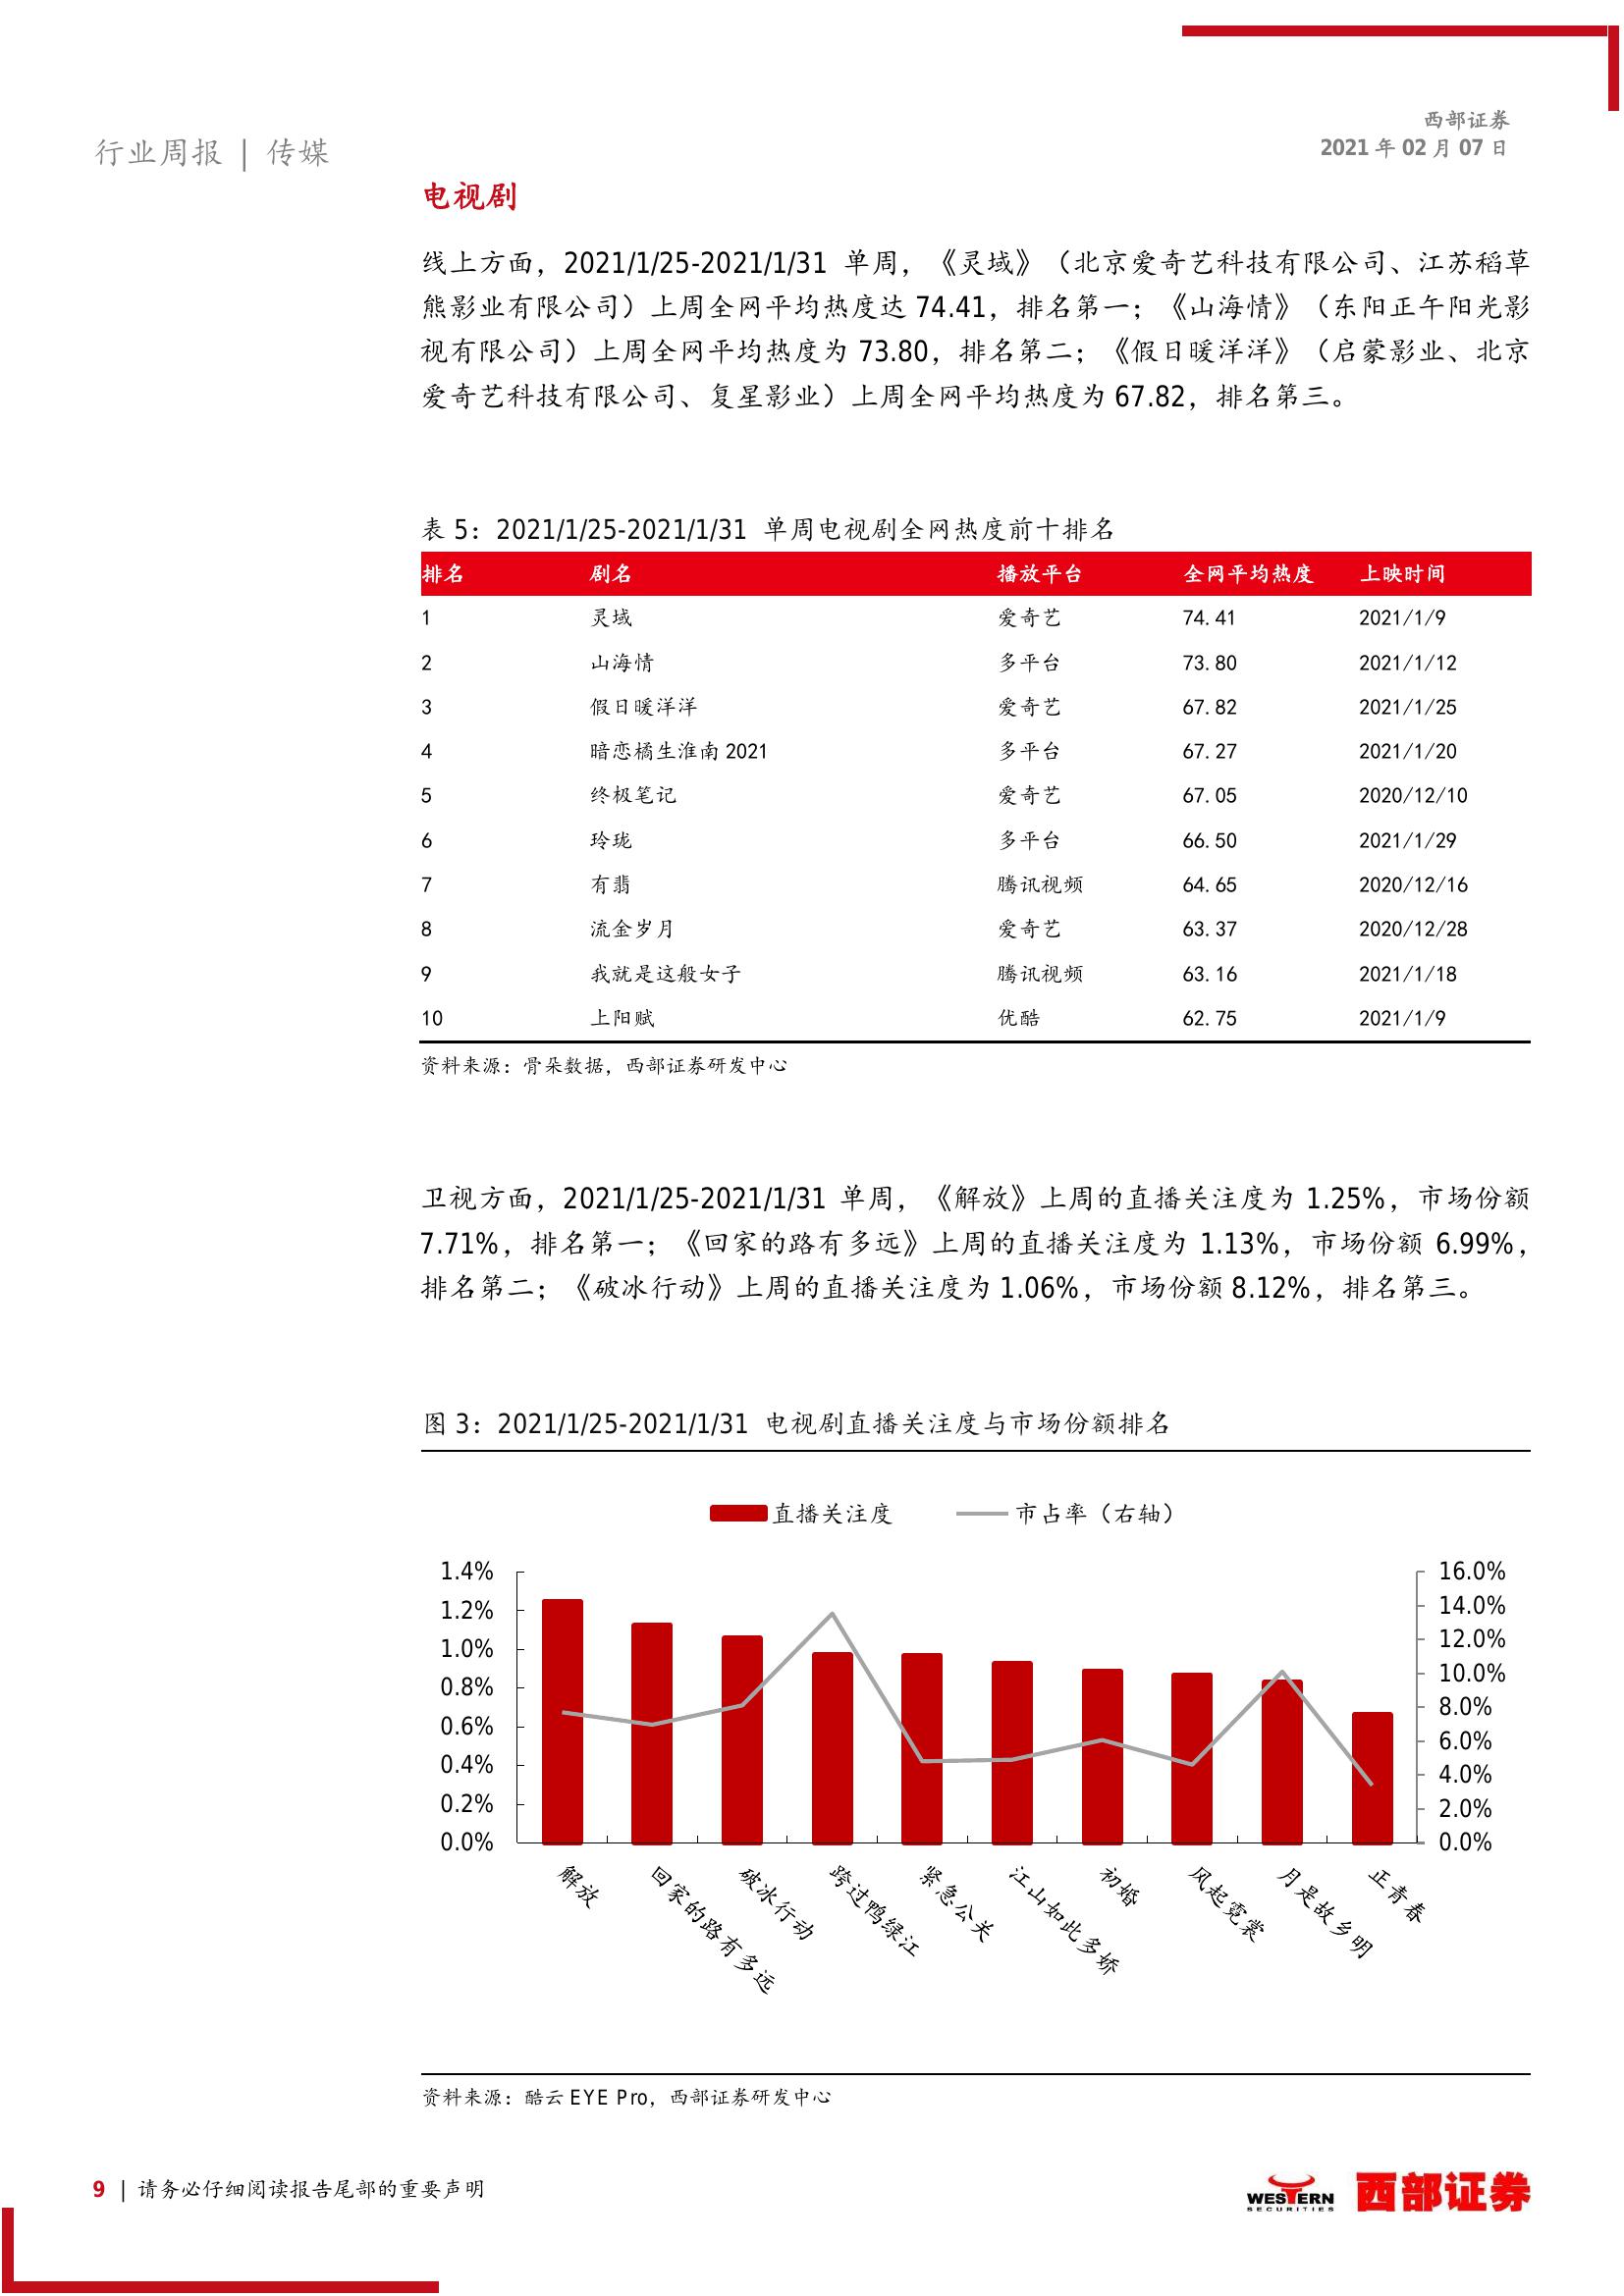 西部证券
行业周报 | 传媒
2021 年 02 月 07 日
电视剧
线上方面，2021/1/25-2021/1/31 单周，《灵域》（北京爱奇艺科技有限公司、江苏稻草
熊影业有限公司）上周全网平均热度达 74.41，排名第一；《山海情》（东阳正午阳光影
视有限公司）上周全网平均热度为 73.80，排名第二；《假日暖洋洋》（启蒙影业、北京
爱奇艺科技有限公司、复星影业）上周全网平均热度为 67.82，排名第三。
表 5：2021/1/25-2021/1/31 单周电视剧全网热度前十排名
排名 剧名 播放平台 全网平均热度 上映时间
1 灵域 爱奇艺 74.41 2021/1/9
2 山海情 多平台 73.80 2021/1/12
3 假日暖洋洋 爱奇艺 67.82 2021/1/25
4 暗恋橘生淮南 2021 多平台 67.27 2021/1/20
5 终极笔记 爱奇艺 67.05 2020/12/10
6 玲珑 多平台 66.50 2021/1/29
7 有翡 腾讯视频 64.65 2020/12/16
8 流金岁月 爱奇艺 63.37 2020/12/28
9 我就是这般女子 腾讯视频 63.16 2021/1/18
10 上阳赋 优酷 62.75 2021/1/9
资料来源：骨朵数据，西部证券研发中心
卫视方面，2021/1/25-2021/1/31 单周，《解放》上周的直播关注度为 1.25%，市场份额
7.71%，排名第一；《回家的路有多远》上周的直播关注度为 1.13%，市场份额 6.99%，
排名第二；《破冰行动》上周的直播关注度为 1.06%，市场份额 8.12%，排名第三。
图 3：2021/1/25-2021/1/31 电视剧直播关注度与市场份额排名
直播关注度 市占率（右轴）
1.4% 16.0%
1.2% 14.0%
1.0% 12.0%
0.8% 10.0%
0.6% 8.0%
0.4% 6.0%
0.2% 4.0%
0.0% 2.0%
0.0%
解放
回家的路有多远
破冰行动
跨过鸭绿江
紧急公关
江山如此多娇
初婚
风起霓裳
月是故乡明
正青春
资料来源：酷云 EYE Pro，西部证券研发中心
9 | 请务必仔细阅读报告尾部的重要声明
WESTERN
SECURITIES
西部证券